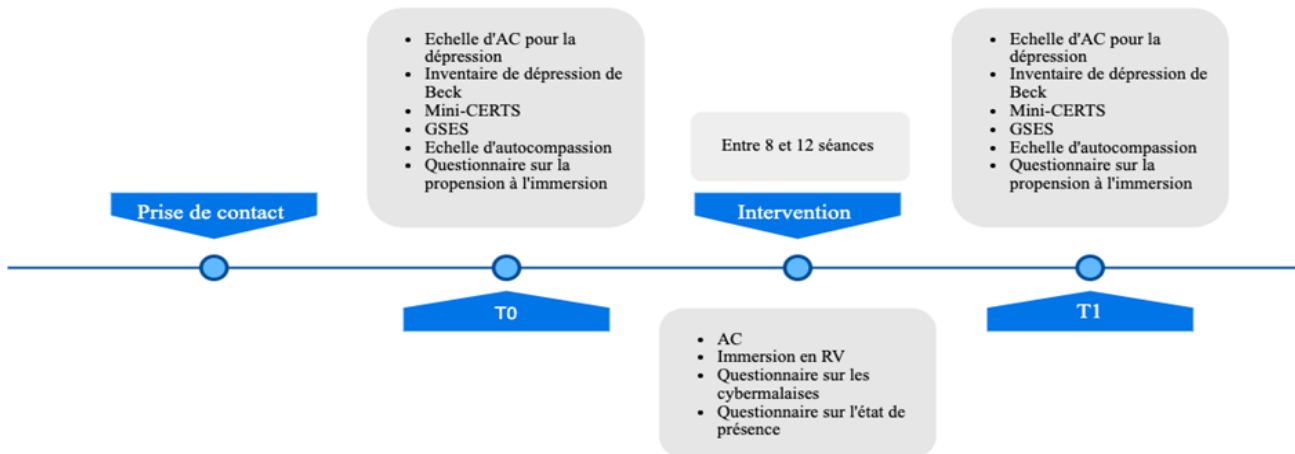 • Echelle d'AC pour la
dépression
• Inventaire de dépression de
Beck
• Mini-CERTS
• GSES
• Echelle d'autocompassion
• Questionnaire sur la
propension à l'immersion
• Echelle d'AC pour la
dépression
• Inventaire de dépression de
Beck
• Mini-CERTS
• GSES
• Echelle d'autocompassion
• Questionnaire sur la
propension à l'immersion
Entre 8 et 12 séances
Prise de contact
Intervention
T0
T1
• AC
• Immersion en RV
• Questionnaire sur les
cybermalaises
• Questionnaire sur l'état de
présence